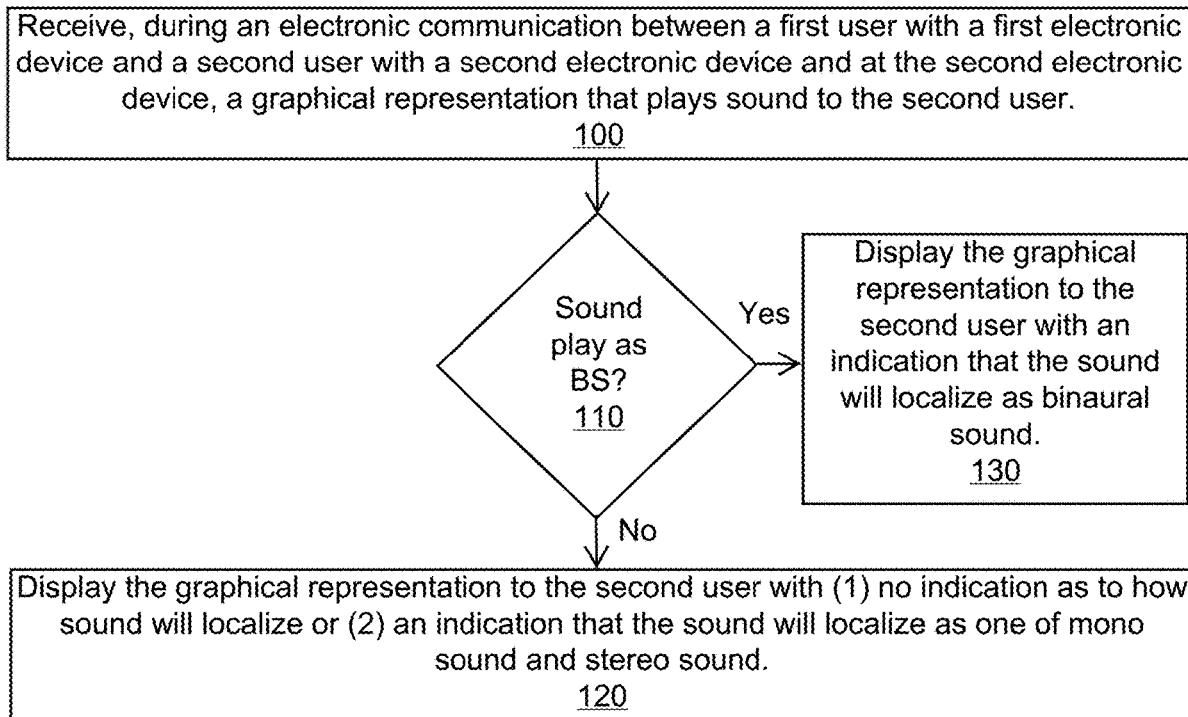 Receive, during an electronic communication between a first user with a first electronic
device and a second user with a second electronic device and at the second electronic
device, a graphical representation that plays sound to the second user.
100
Sound
play as
BS?
110
Yes
Display the graphical
representation to the
second user with an
indication that the sound
will localize as binaural
sound.
130
No
Display the graphical representation to the second user with (1) no indication as to how
sound will localize or (2) an indication that the sound will localize as one of mono
sound and stereo sound.
120